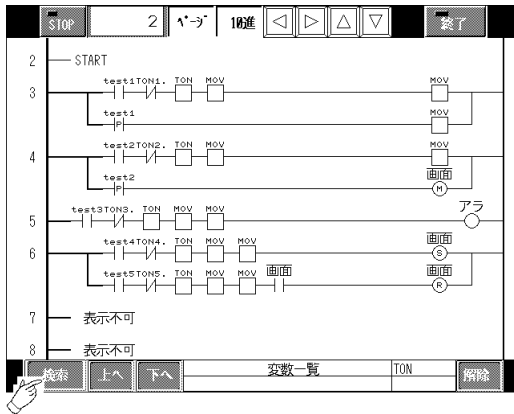 STOP 2 ﾍﾟｰｼﾞ 10進 終了
2 START
test1TON1. TON MOV MOV
3
test1 MOV
P
test2TON2. TON MOV MOV
4
test2 画面
P M
test3TON3. TON MOV MOV アラ
5
test4TON4. TON MOV MOV 画面
6 S
test5TON5. TON MOV MOV 画面 画面
R
7 表示不可
8 表示不可
検索 上へ 下へ 変数一覧 TON 解除